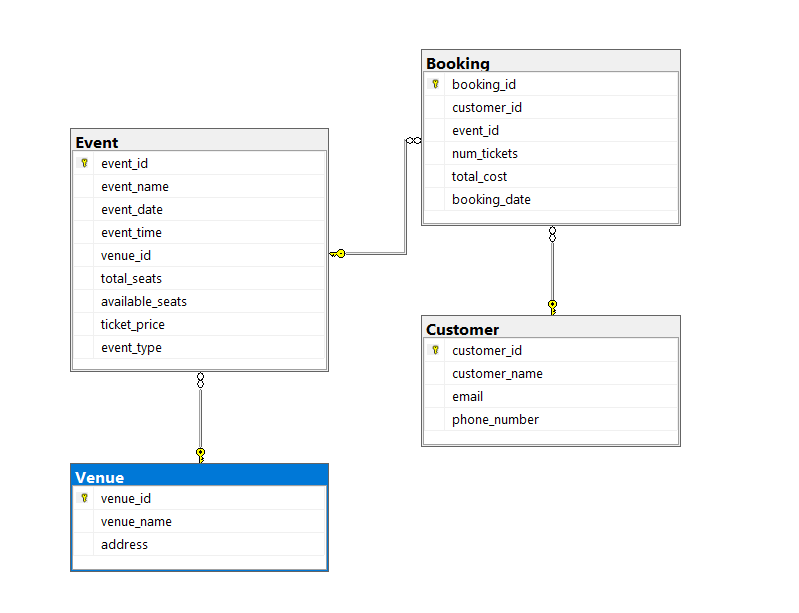 Event
event_id
event_name
event_date
event_time
venue_id
total_seats
available_seats
ticket_price
event_type
Booking
booking_id
customer_id
event_id
num_tickets
total_cost
booking_date
Customer
customer_id
customer_name
email
phone_number
Venue
venue_id
venue_name
address